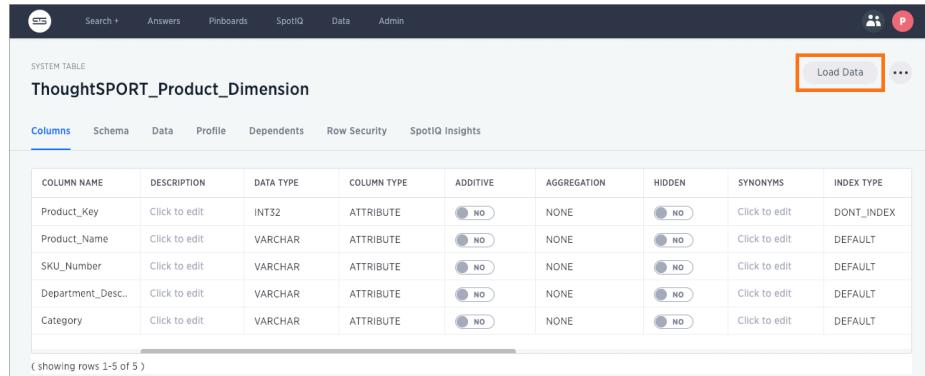 STS Search + Answers Pinboards SpotIQ Data Admin P
SYSTEM TABLE
Load Data
ThoughtSPORT_Product_Dimension
Columns Schema Data Profile Dependents Row Security SpotIQ Insights
COLUMN NAME DESCRIPTION DATA TYPE COLUMN TYPE ADDITIVE AGGREGATION HIDDEN SYNONYMS INDEX TYPE
Product_Key Click to edit INT32 ATTRIBUTE NO NONE NO Click to edit DONT_INDEX
Product_Name Click to edit VARCHAR ATTRIBUTE NO NONE NO Click to edit DEFAULT
SKU_Number Click to edit VARCHAR ATTRIBUTE NO NONE NO Click to edit DEFAULT
Department_Desc.. Click to edit VARCHAR ATTRIBUTE NO NONE NO Click to edit DEFAULT
Category Click to edit VARCHAR ATTRIBUTE NO NONE NO Click to edit DEFAULT
( showing rows 1-5 of 5 )